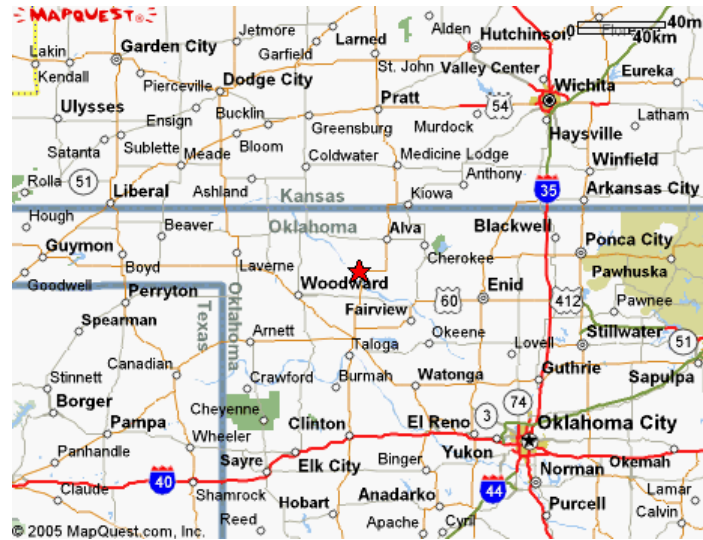 MAPQUEST
40mi
40km
Alden
Hutchinson
Jetmore
Larned
Lakin
Garden City
Garfield
St. John
Valley Center
Kendall
Pierceville
Dodge City
Eureka
Wichita
Ulysses
Ensign
Bucklin
Pratt
54
Greensburg
Murdock
Haysville
Latham
Satanta
Sublette
Meade
Bloom
Coldwater
Medicine Lodge
Winfield
Rolla
51
Liberal
Ashland
Anthony
35
Arkansas City
Kansas
Kiowa
Hough
Beaver
Oklahoma
Alva
Blackwell
Guymon
Boyd
Laverne
Cherokee
Ponca City
Goodwell
Perryton
Woodward
Pawhuska
60
Enid
412
Pawnee
Texas
Oklahoma
Fairview
Spearman
Arnett
Okeene
Stillwater
51
Taloga
Lovell
Canadian
Stinnett
Crawford
Burmah
Watonga
Guthrie
Sapulpa
Borger
Cheyenne
74
3
Pampa
Clinton
El Reno
Oklahoma City
Panhandle
Wheeler
Yukon
Sayre
Elk City
Binger
Okemah
40
Norman
Claude
Shamrock
Hobart
Anadarko
44
Lamar
Purcell
Calvin
Reed
Apache
Cyril
© 2005 MapQuest.com, Inc.